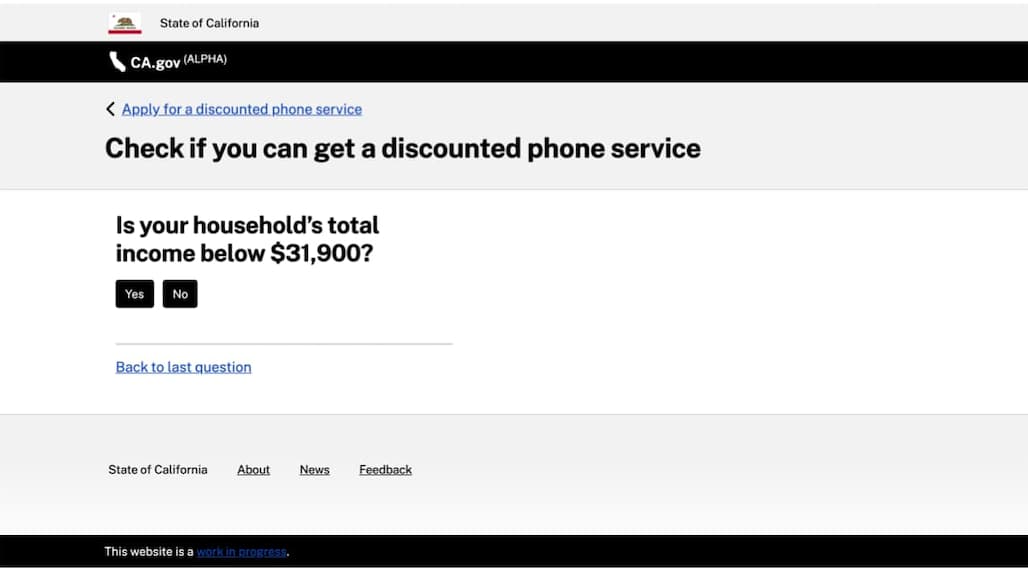 State of California
CA.gov (ALPHA)
Apply for a discounted phone service
Check if you can get a discounted phone service
Is your household’s total
income below $31,900?
Yes No
Back to last question
State of California About News Feedback
This website is a work in progress.